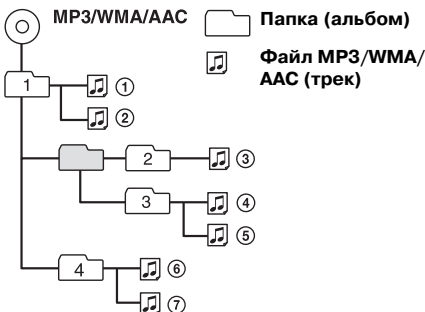 MP3/WMA/AAC
Папка (альбом)
Файл MP3/WMA/
AAC (трек)
1
①
②
2
③
3
④
⑤
4
⑥
⑦